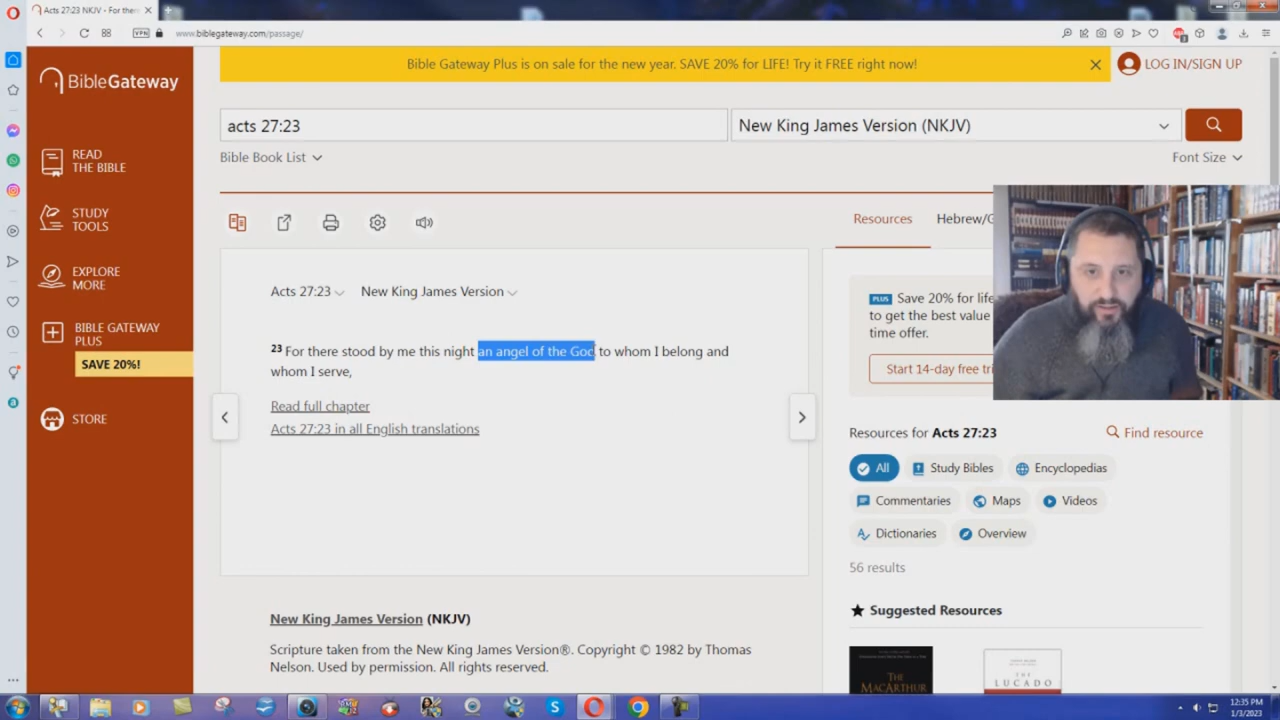 Acts 27:23 NKJV - For them
www.biblegateway.com/passage/
VPN
Bible Gateway Plus is on sale for the new year. SAVE 20% for LIFE! Try it FREE right now!
LOG IN/SIGN UP
BibleGateway
acts 27:23
New King James Version (NKJV)
Bible Book List
Font Size
READ
THE BIBLE
STUDY
TOOLS
EXPLORE
MORE
BIBLE GATEWAY
PLUS
SAVE 20%!
STORE
Acts 27:23
New King James Version
23 For there stood by me this night an angel of the God to whom I belong and
whom I serve,
Read full chapter
Acts 27:23 in all English translations
New King James Version (NKJV)
Scripture taken from the New King James Version®. Copyright © 1982 by Thomas
Nelson. Used by permission. All rights reserved.
Resources
Hebrew/G
PLUS Save 20% for life
to get the best value
time offer.
Start 14-day free tri
Resources for Acts 27:23
Find resource
All
Study Bibles
Encyclopedias
Commentaries
Maps
Videos
Dictionaries
Overview
56 results
Suggested Resources
THE
MACARTHUR
THE
LUCADO
12:35 PM
1/3/2023